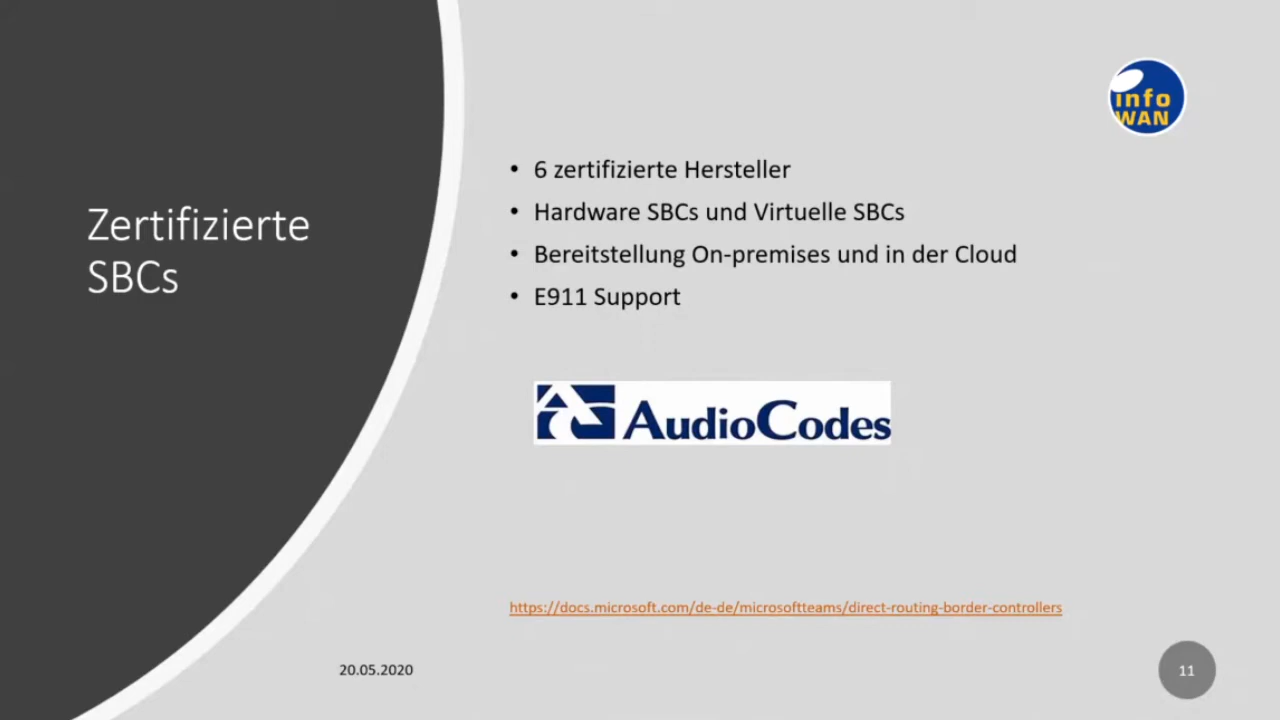 info
WAN
Zertifizierte
SBCs
• 6 zertifizierte Hersteller
• Hardware SBCs und Virtuelle SBCs
• Bereitstellung On-premises und in der Cloud
• E911 Support
AudioCodes
https://docs.microsoft.com/de-de/microsoftteams/direct-routing-border-controllers
20.05.2020
11